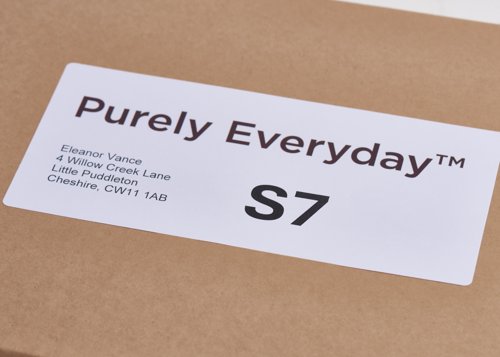 Purely Everyday™
Eleanor Vance
4 Willow Creek Lane
Little Puddleton
Cheshire, CW11 1AB
S7